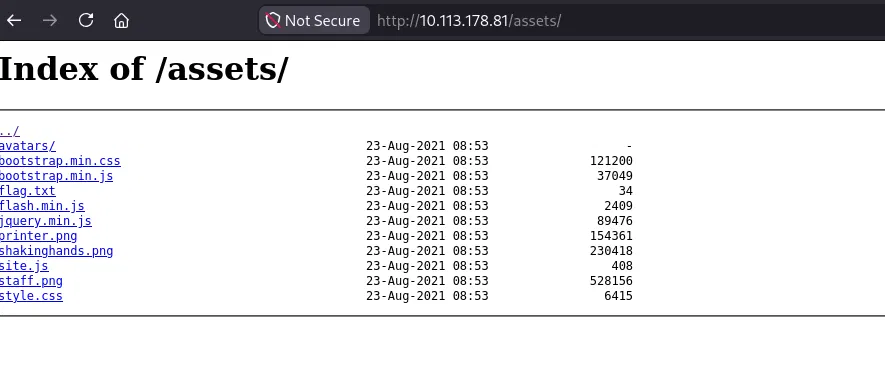 Not Secure http://10.113.178.81/assets/
Index of /assets/
../
avatars/ 23-Aug-2021 08:53 -
bootstrap.min.css 23-Aug-2021 08:53 121200
bootstrap.min.js 23-Aug-2021 08:53 37049
flag.txt 23-Aug-2021 08:53 34
flash.min.js 23-Aug-2021 08:53 2409
jquery.min.js 23-Aug-2021 08:53 89476
printer.png 23-Aug-2021 08:53 154361
shakinghands.png 23-Aug-2021 08:53 230418
site.js 23-Aug-2021 08:53 408
staff.png 23-Aug-2021 08:53 528156
style.css 23-Aug-2021 08:53 6415